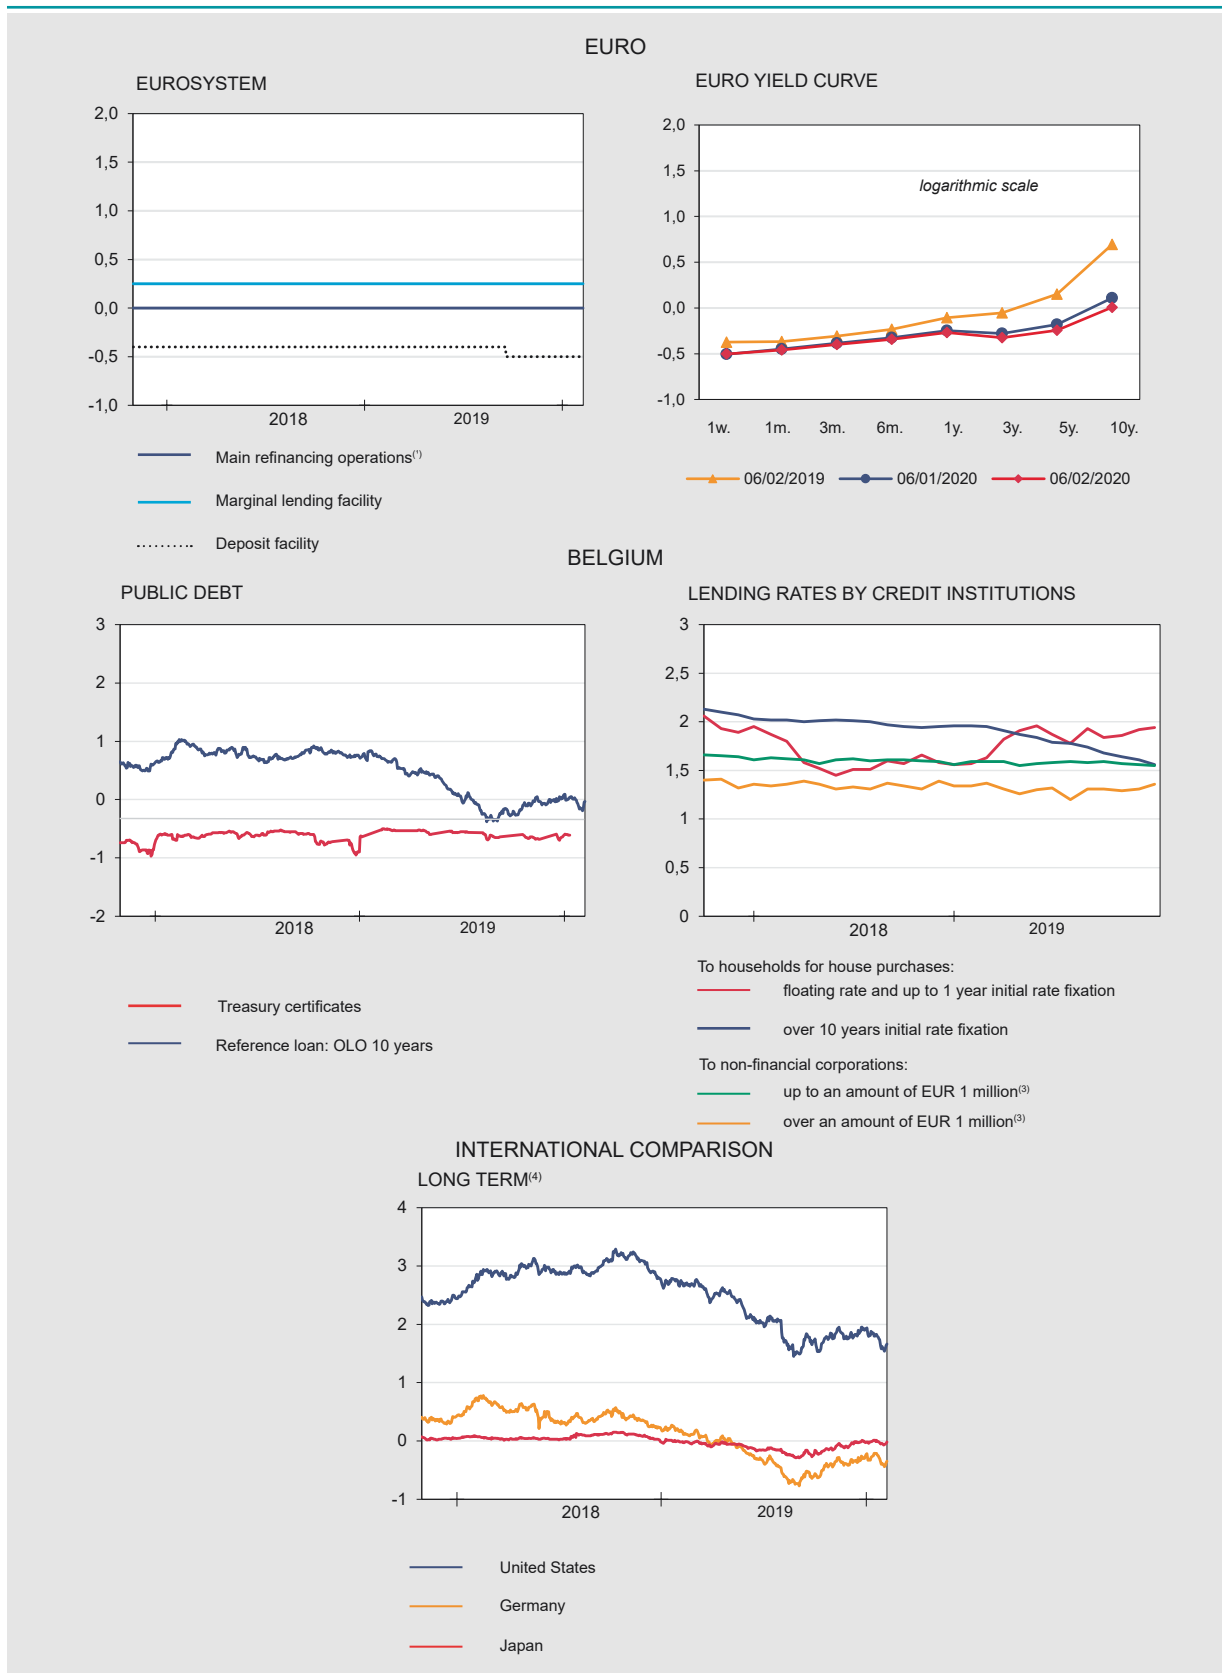 EURO
EUROSYSTEM
2,0
1,5
1,0
0,5
0,0
-0,5
-1,0
2018 2019
Main refinancing operations(¹)
Marginal lending facility
Deposit facility
EURO YIELD CURVE
2,0
1,5
1,0
0,5
0,0
-0,5
-1,0
logarithmic scale
1w. 1m. 3m. 6m. 1y. 3y. 5y. 10y.
06/02/2019 06/01/2020 06/02/2020
BELGIUM
PUBLIC DEBT
3
2
1
0
-1
-2
2018 2019
Treasury certificates
Reference loan: OLO 10 years
LENDING RATES BY CREDIT INSTITUTIONS
3
2,5
2
1,5
1
0,5
0
2018 2019
To households for house purchases:
floating rate and up to 1 year initial rate fixation
over 10 years initial rate fixation
To non-financial corporations:
up to an amount of EUR 1 million(3)
over an amount of EUR 1 million(3)
INTERNATIONAL COMPARISON
LONG TERM(4)
4
3
2
1
0
-1
2018 2019
United States
Germany
Japan